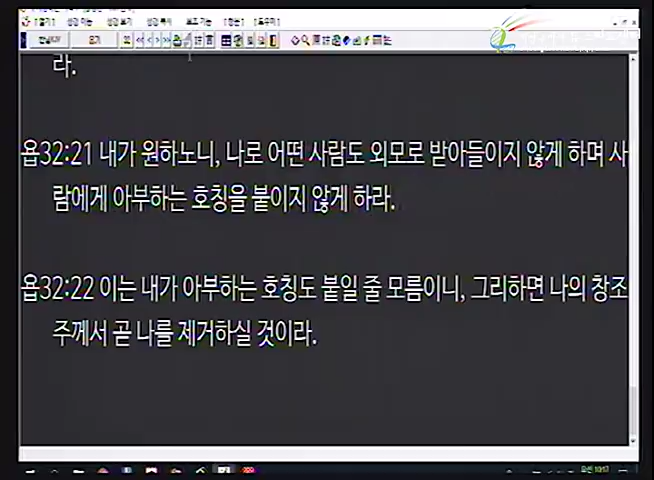 라.
욥32:21 내가 원하노니, 나로 어떤 사람도 외모로 받아들이지 않게 하며 사
람에게 아부하는 호칭을 붙이지 않게 하라.
욥32:22 이는 내가 아부하는 호칭도 붙일 줄 모름이니, 그리하면 나의 창조
주께서 곧 나를 제거하실 것이라.